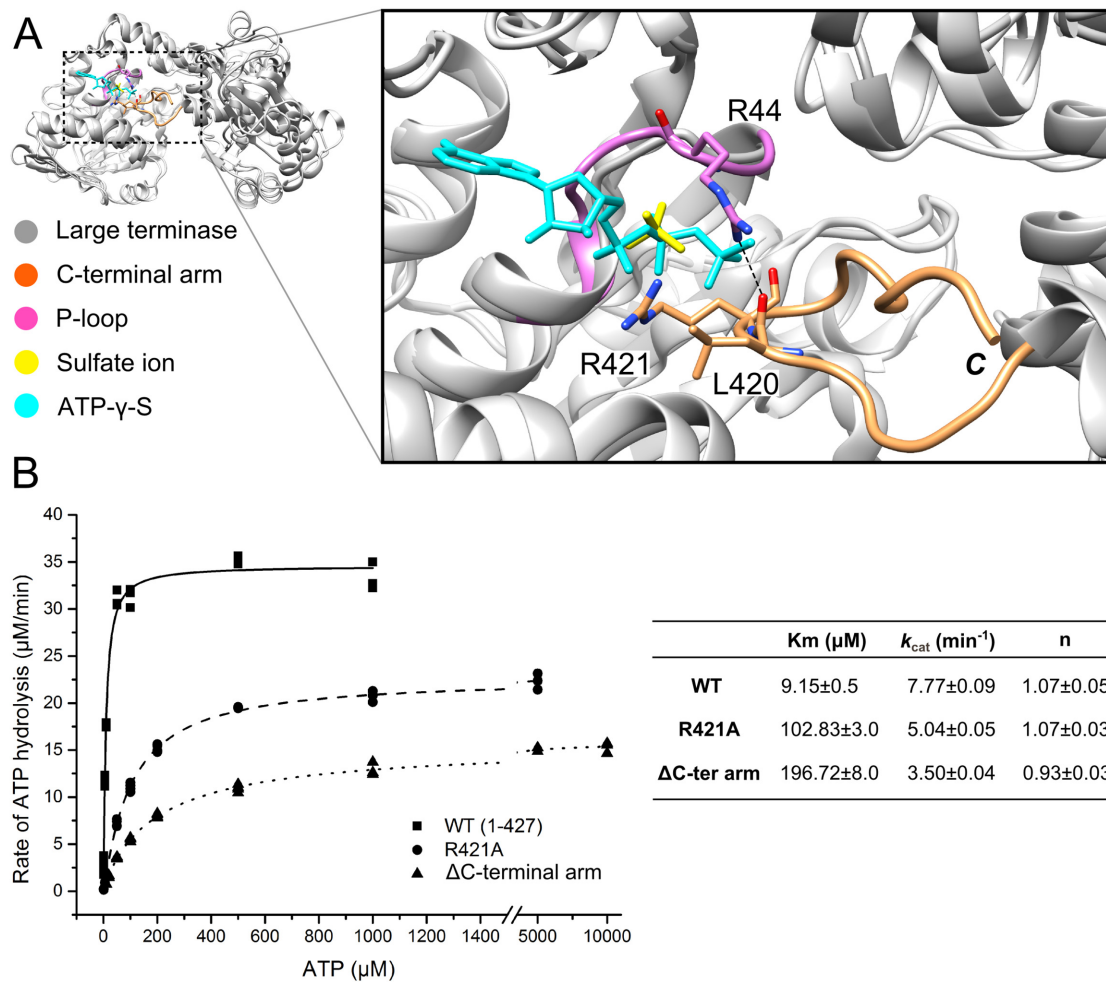 A
Large terminase
C-terminal arm
P-loop
Sulfate ion
ATP-γ-S
R44
R421
L420
C
B
Rate of ATP hydrolysis (µM/min)
40
35
30
25
20
15
10
5
0
WT (1-427)
R421A
ΔC-terminal arm
0 200 400 600 800 1000 1200 1400 5000 10000
ATP (µM)
Km (µM) kcat (min-1) n
WT 9.15±0.5 7.77±0.09 1.07±0.05
R421A 102.83±3.0 5.04±0.05 1.07±0.03
ΔC-ter arm 196.72±8.0 3.50±0.04 0.93±0.03